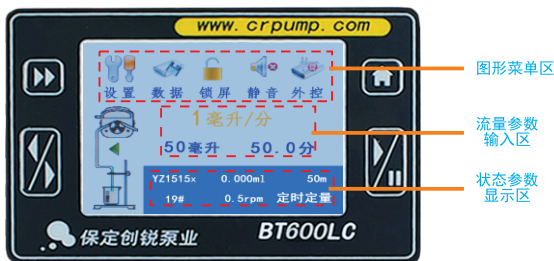 www.crpump.com
设置 数据 锁屏 静音 外控
1毫升/分
50毫升 50.0分
YZ1515x 0.000ml 50m
19# 0.5rpm 定时定量
保定创锐泵业 BT600LC
图形菜单区
流量参数
输入区
状态参数
显示区